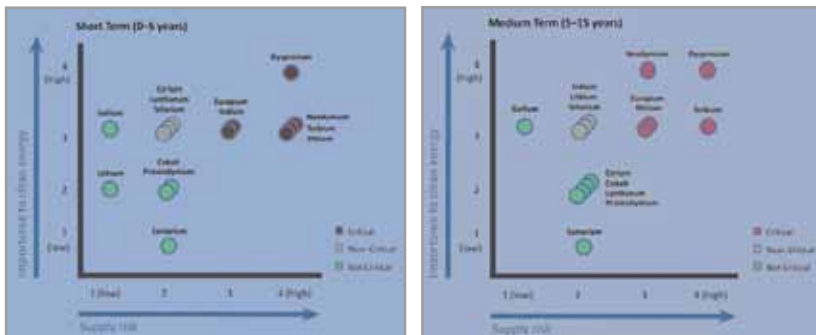 Short Term (0–5 years)
4
(high)
3
2
1
(low)
Dysprosium
Cerium
Lanthanum
Tellurium
Europium
Indium
Neodymium
Terbium
Yttrium
Gallium
Lithium
Cobalt
Praseodymium
Samarium
Critical
Near-Critical
Not Critical
1 (low)
2
3
4 (high)
Importance to clean energy
Supply risk
Medium Term (5–15 years)
4
(high)
3
2
1
(low)
Neodymium
Dysprosium
Indium
Lithium
Tellurium
Europium
Yttrium
Terbium
Gallium
Cerium
Cobalt
Lanthanum
Praseodymium
Samarium
Critical
Near-Critical
Not Critical
1 (low)
2
3
4 (high)
Importance to clean energy
Supply risk